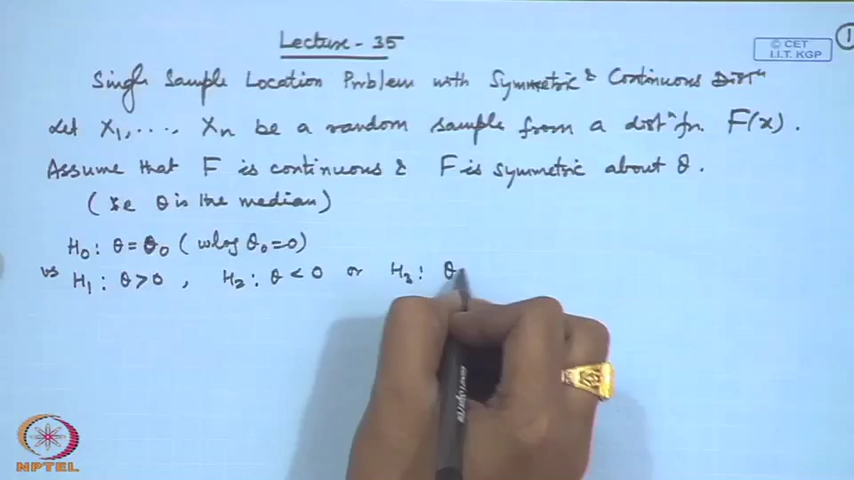 Lecture - 35
1
© CET
I.I.T. KGP
Single Sample Location Problem with Symmetric & Continuous Distⁿ
Let X₁, ..., Xₙ be a random sample from a distⁿ fn. F(x).
Assume that F is continuous & F is symmetric about θ.
(ie θ is the median)
H₀: θ = θ₀ (wlog θ₀=0)
vs H₁: θ > 0, H₂: θ < 0 or H₃: θ
NPTEL